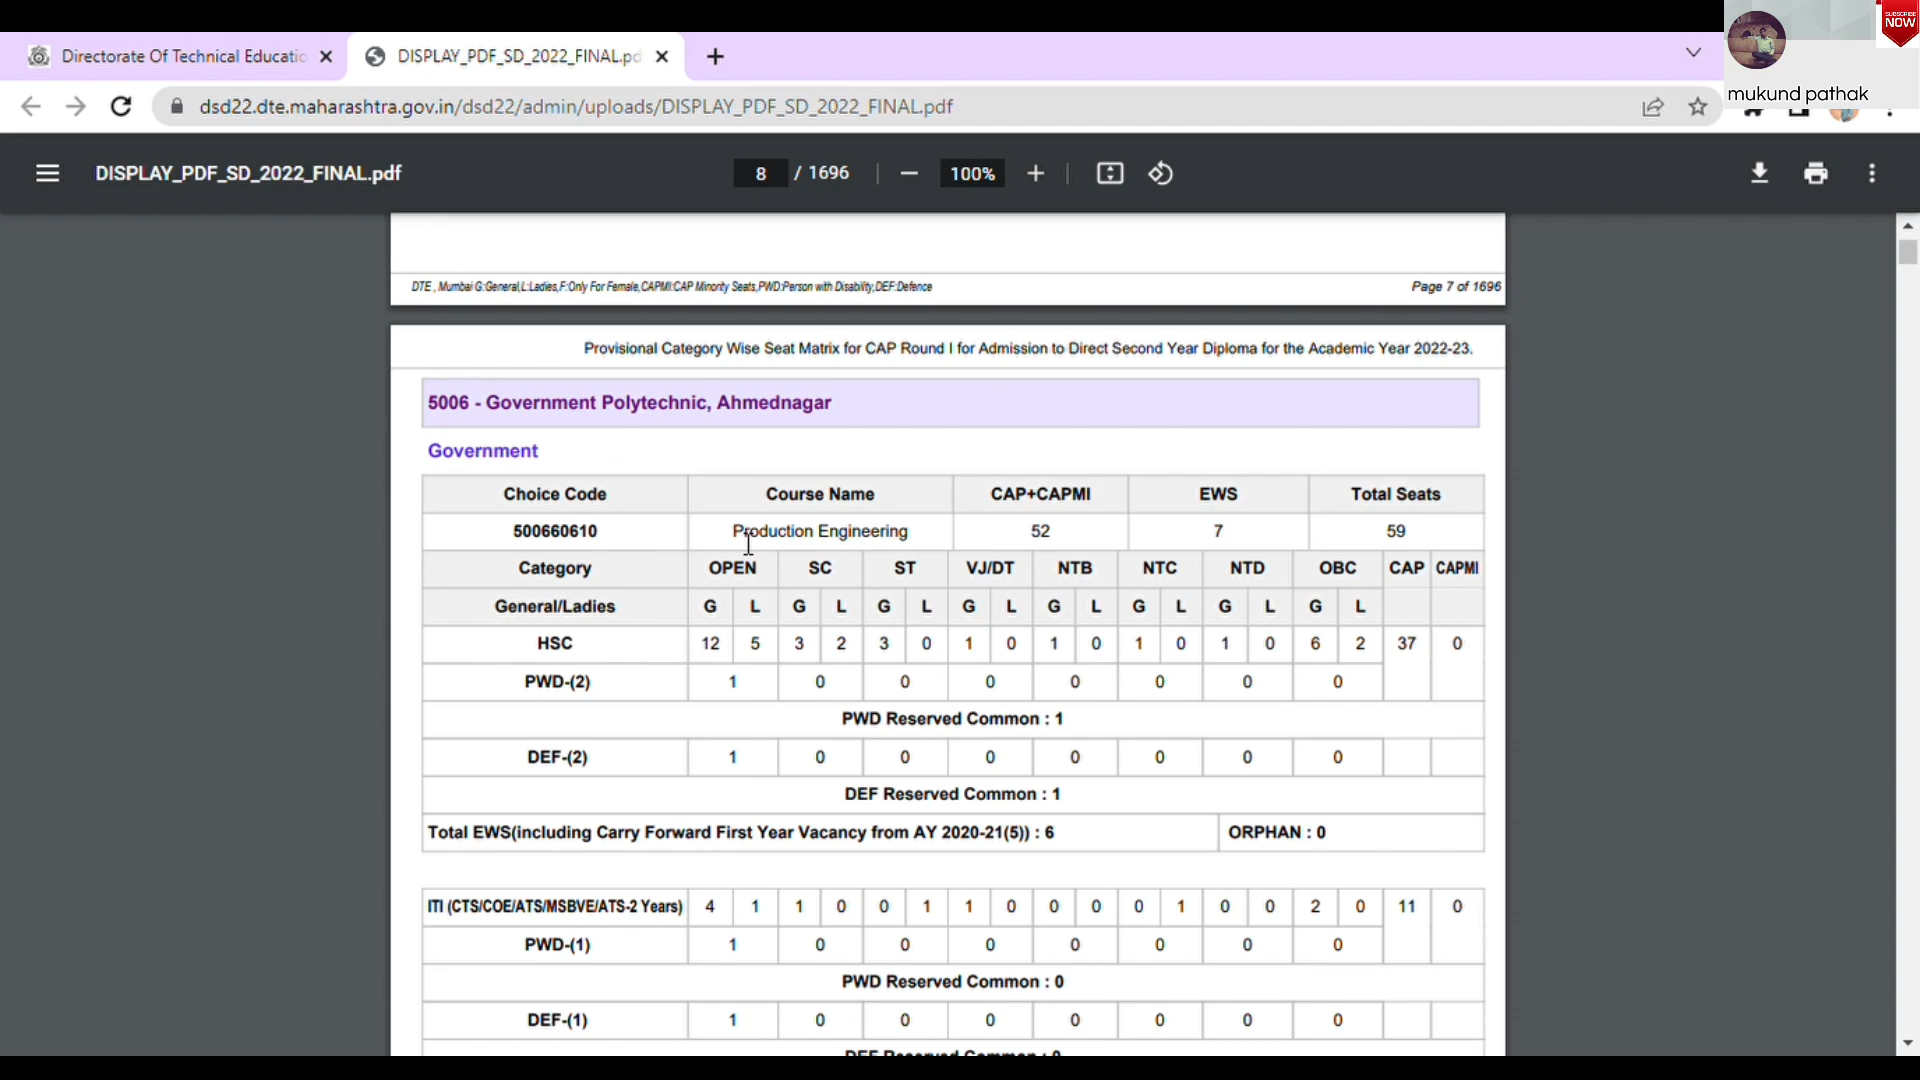 SUBSCRIBE
NOW
mukund pathak
Directorate Of Technical Educatio
DISPLAY_PDF_SD_2022_FINAL.pd
dsd22.dte.maharashtra.gov.in/dsd22/admin/uploads/DISPLAY_PDF_SD_2022_FINAL.pdf
DISPLAY_PDF_SD_2022_FINAL.pdf
8 / 1696
100%
DTE , Mumbai G:General,L:Ladies,F:Only For Female,CAPMI:CAP Minority Seats,PWD:Person with Disability,DEF:Defence
Page 7 of 1696
Provisional Category Wise Seat Matrix for CAP Round I for Admission to Direct Second Year Diploma for the Academic Year 2022-23.
5006 - Government Polytechnic, Ahmednagar
Government
Choice Code Course Name CAP+CAPMI EWS Total Seats
500660610 Production Engineering 52 7 59
Category OPEN SC ST VJ/DT NTB NTC NTD OBC CAP CAPMI
General/Ladies G L G L G L G L G L G L G L G L
HSC 12 5 3 2 3 0 1 0 1 0 1 0 1 0 6 2 37 0
PWD-(2) 1 0 0 0 0 0 0 0
PWD Reserved Common : 1
DEF-(2) 1 0 0 0 0 0 0 0
DEF Reserved Common : 1
Total EWS(including Carry Forward First Year Vacancy from AY 2020-21(5)) : 6 ORPHAN : 0
ITI (CTS/COE/ATS/MSBVE/ATS-2 Years) 4 1 1 0 0 1 1 0 0 0 0 1 0 0 2 0 11 0
PWD-(1) 1 0 0 0 0 0 0 0
PWD Reserved Common : 0
DEF-(1) 1 0 0 0 0 0 0 0
DEF Reserved Common : 0